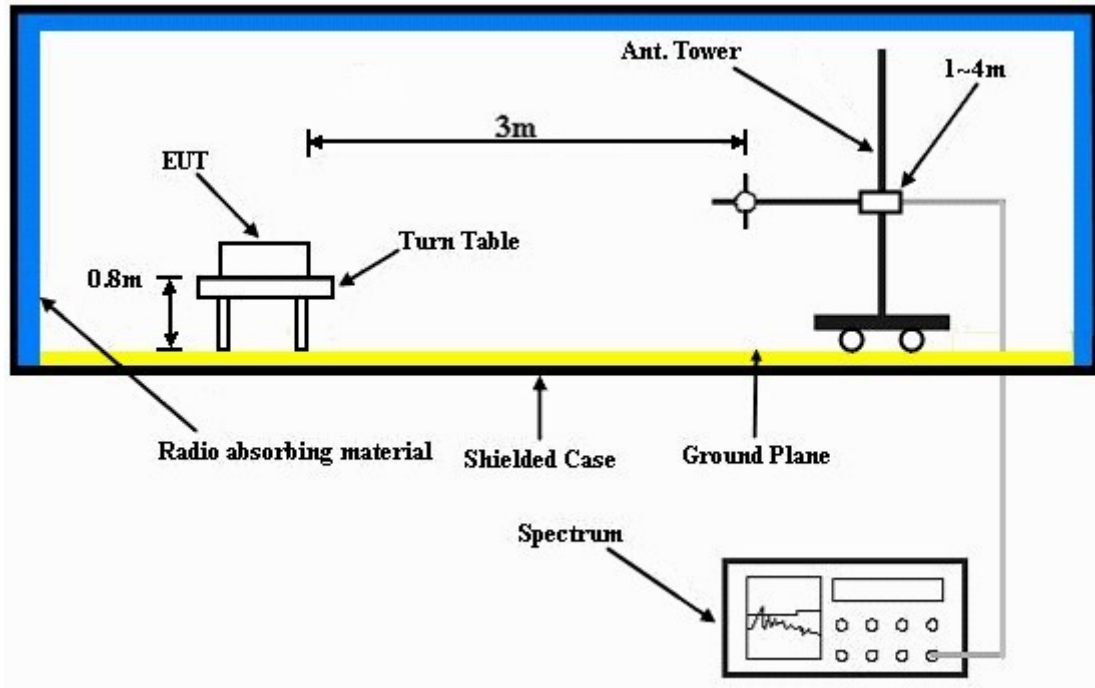 Ant. Tower
1~4m
3m
EUT
Turn Table
0.8m
Radio absorbing material
Shielded Case
Ground Plane
Spectrum